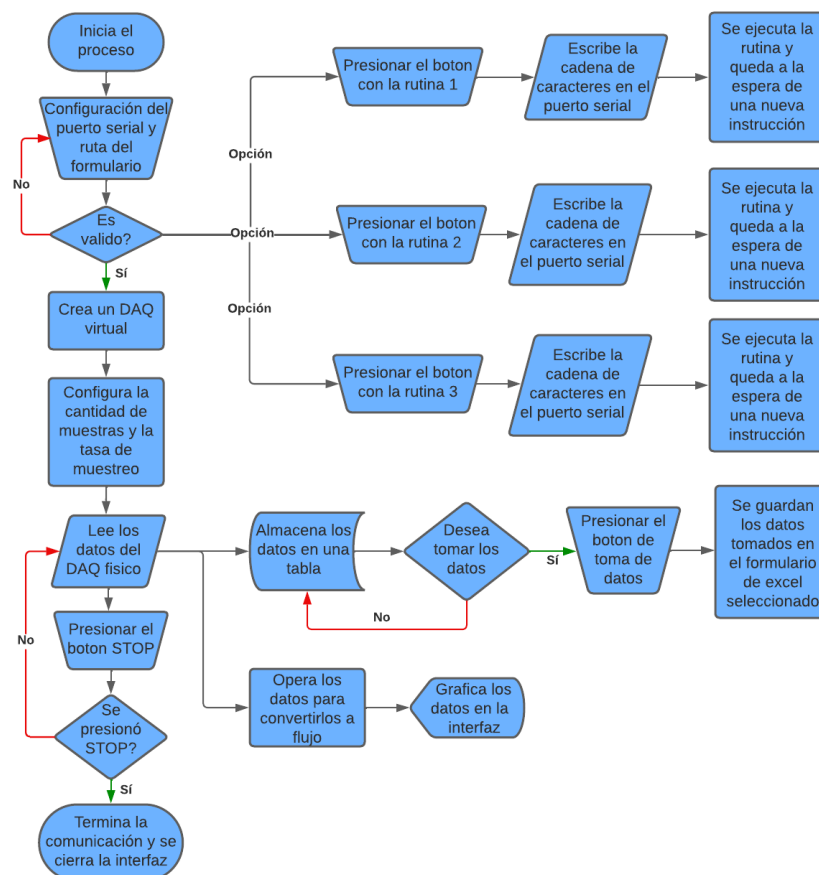 Inicia el
proceso
Configuración del
puerto serial y
ruta del
formulario
No
Es
valido?
Sí
Crea un DAQ
virtual
Configura la
cantidad de
muestras y la
tasa de
muestreo
Lee los
datos del
DAQ fisico
No
Presionar el
boton STOP
Se
presionó
STOP?
Sí
Termina la
comunicación y se
cierra la interfaz
Opción
Presionar el boton
con la rutina 1
Escribe la
cadena de
caracteres en el
puerto serial
Se ejecuta la
rutina y
queda a la
espera de
una nueva
instrucción
Opción
Presionar el boton
con la rutina 2
Escribe la
cadena de
caracteres en
el puerto serial
Se ejecuta la
rutina y
queda a la
espera de
una nueva
instrucción
Opción
Presionar el boton
con la rutina 3
Escribe la
cadena de
caracteres en
el puerto serial
Se ejecuta la
rutina y
queda a la
espera de
una nueva
instrucción
Almacena los
datos en una
tabla
Desea
tomar los
datos
No
Sí
Presionar el
boton de
toma de
datos
Se guardan
los datos
tomados en
el formulario
de excel
seleccionado
Opera los
datos para
convertirlos a
flujo
Grafica los
datos en la
interfaz